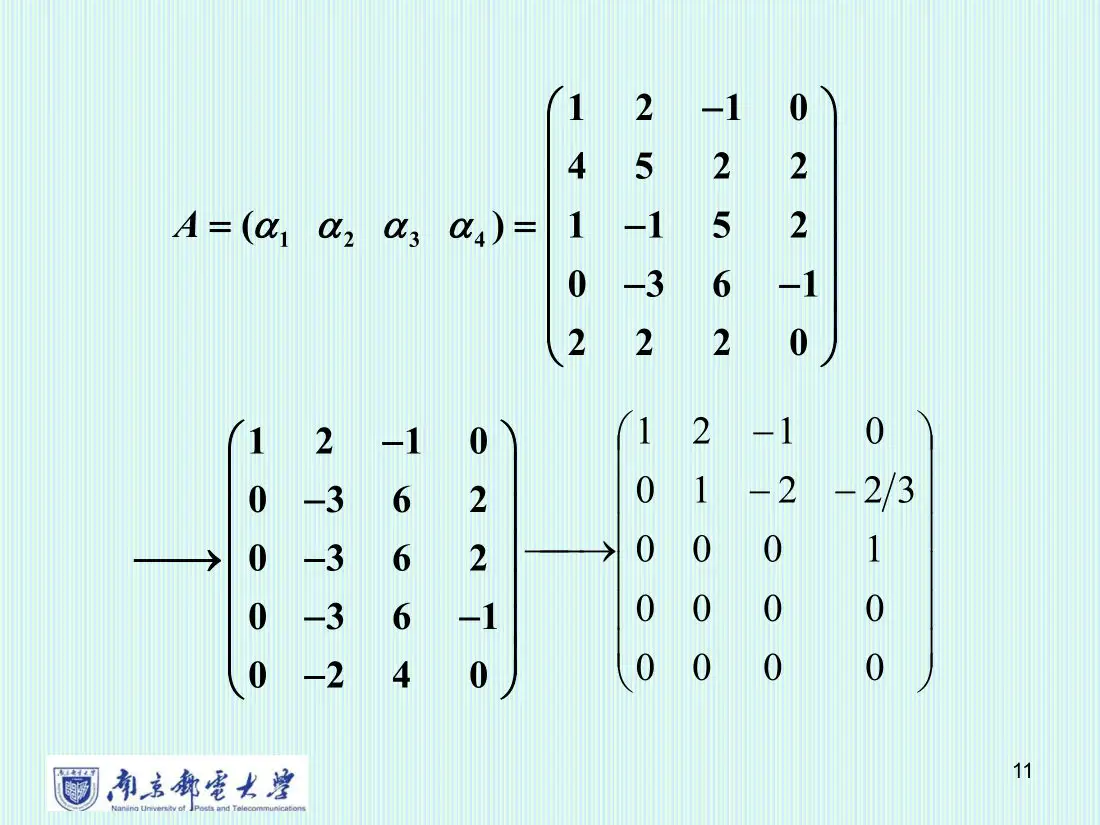 A = (α₁ α₂ α₃ α₄) =
1 2 −1 0
4 5 2 2
1 −1 5 2
0 −3 6 −1
2 2 2 0
⟶
1 2 −1 0
0 −3 6 2
0 −3 6 2
0 −3 6 −1
0 −2 4 0
⟶
1 2 −1 0
0 1 −2 −2/3
0 0 0 1
0 0 0 0
0 0 0 0
南京邮電大学
Nanjing University of Posts and Telecommunications
11